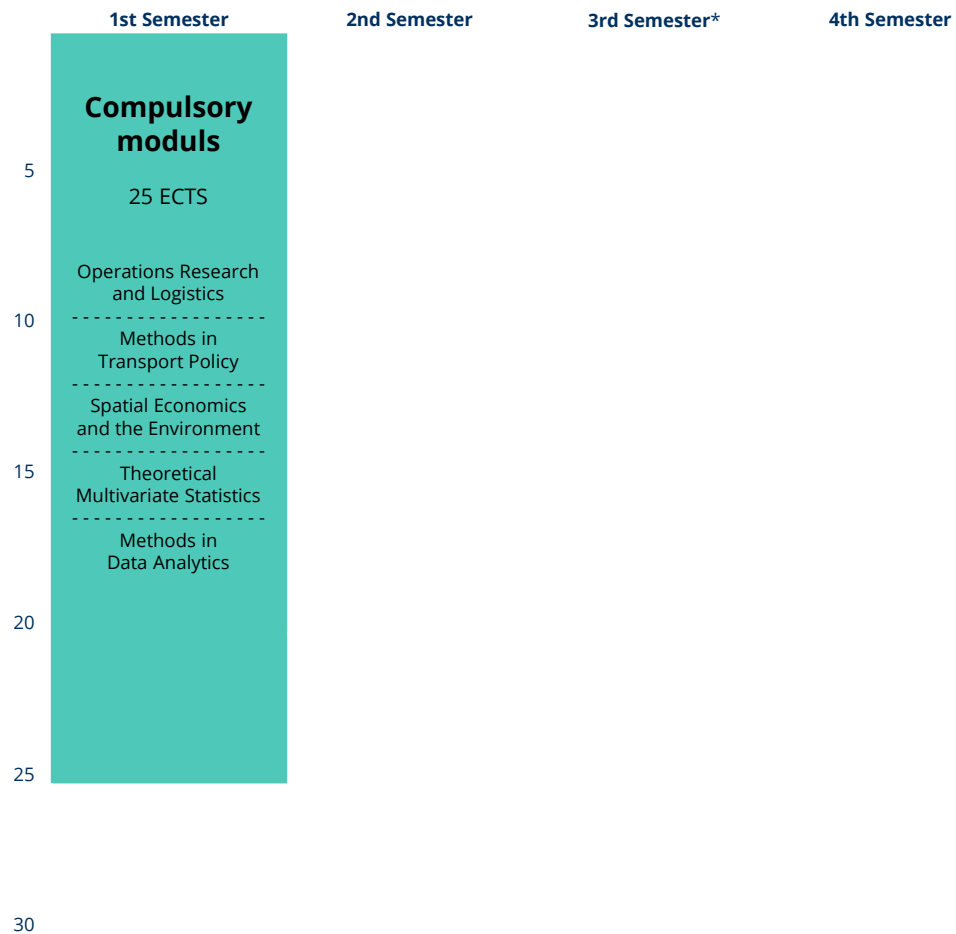 1st Semester 2nd Semester 3rd Semester* 4th Semester
Compulsory
moduls
5
25 ECTS
Operations Research
and Logistics
10
Methods in
Transport Policy
Spatial Economics
and the Environment
15
Theoretical
Multivariate Statistics
Methods in
Data Analytics
20
25
30